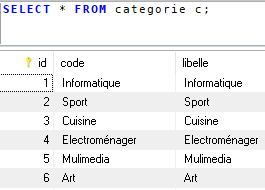 SELECT * FROM categorie c;
id code libelle
1 Informatique Informatique
2 Sport Sport
3 Cuisine Cuisine
4 Electroménager Electroménager
5 Mulimedia Mulimedia
6 Art Art